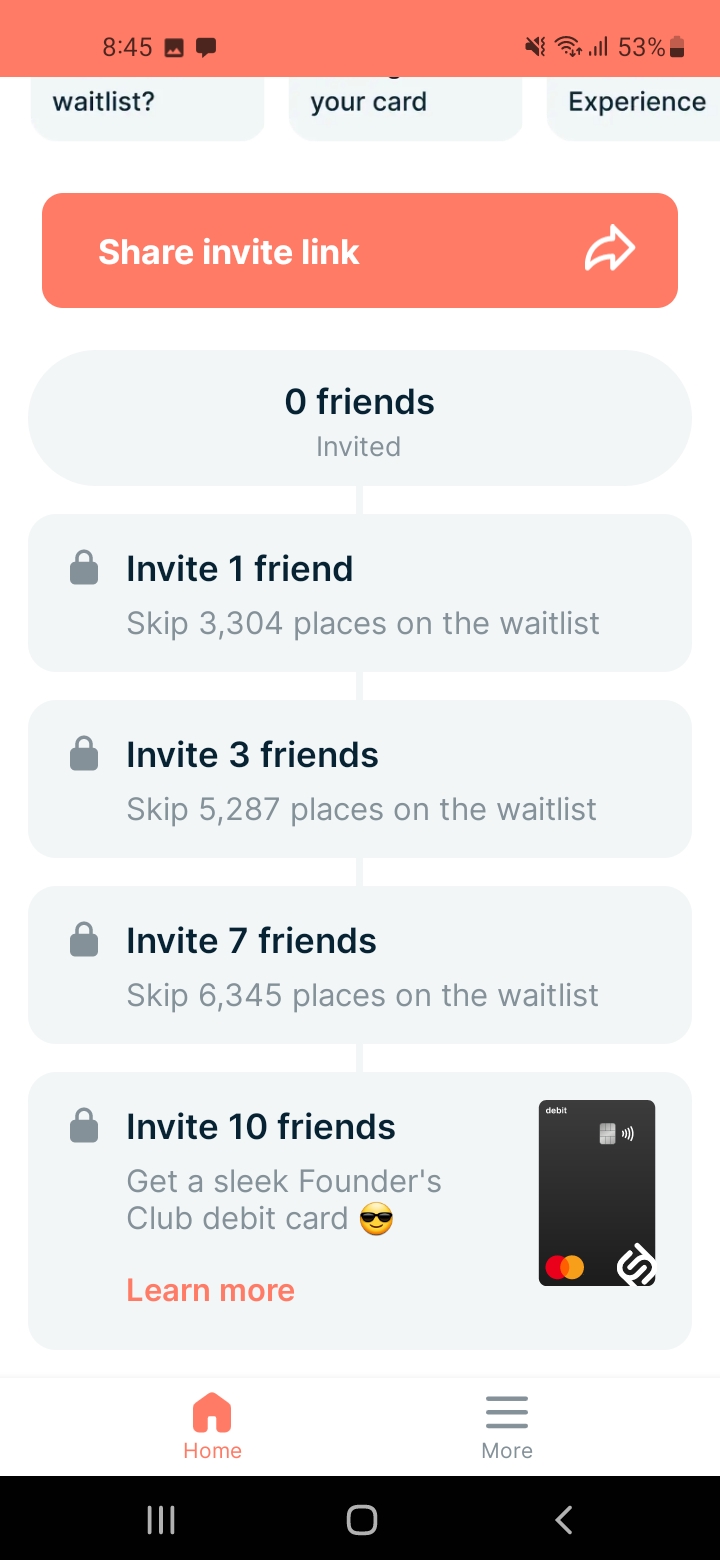 8:45
53%
waitlist?
your card
Experience
Share invite link
0 friends
Invited
Invite 1 friend
Skip 3,304 places on the waitlist
Invite 3 friends
Skip 5,287 places on the waitlist
Invite 7 friends
Skip 6,345 places on the waitlist
Invite 10 friends
Get a sleek Founder's
Club debit card 😎
Learn more
debit
Home
More